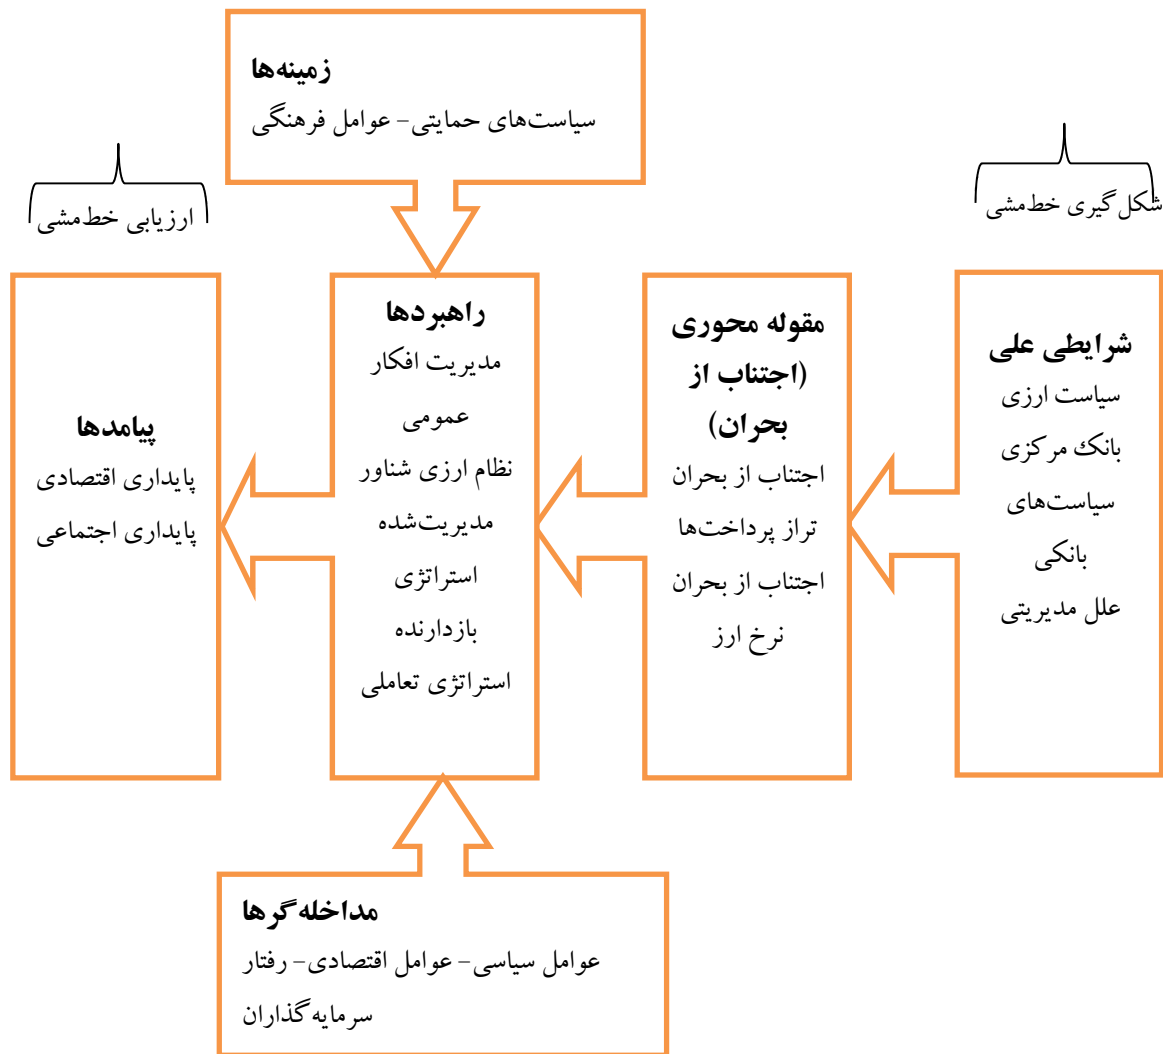 زمینه‌ها
سیاست‌های حمایتی- عوامل فرهنگی
شکل‌گیری خط‌مشی
ارزیابی خط‌مشی
شرایطی علی
سیاست ارزی
بانک مرکزی
سیاست‌های
بانکی
علل مدیریتی
مقوله محوری
(اجتناب از
بحران)
اجتناب از بحران
تراز پرداخت‌ها
اجتناب از بحران
نرخ ارز
راهبردها
مدیریت افکار
عمومی
نظام ارزی شناور
مدیریت‌شده
استراتژی
بازدارنده
استراتژی تعاملی
پیامدها
پایداری اقتصادی
پایداری اجتماعی
مداخله‌گرها
عوامل سیاسی- عوامل اقتصادی- رفتار
سرمایه‌گذاران